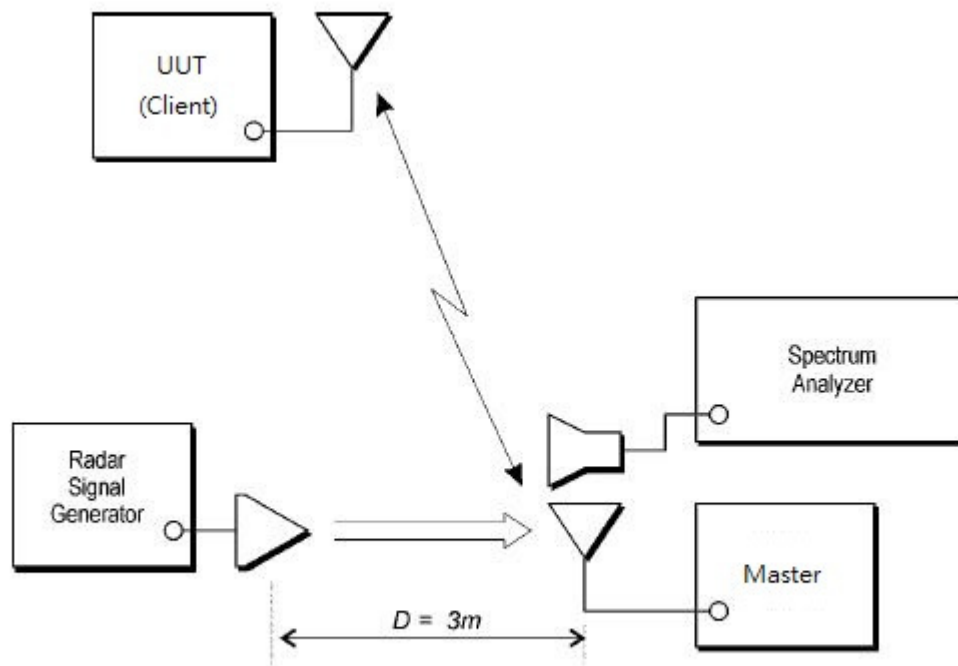 UUT
(Client)
Spectrum
Analyzer
Radar
Signal
Generator
Master
D = 3m